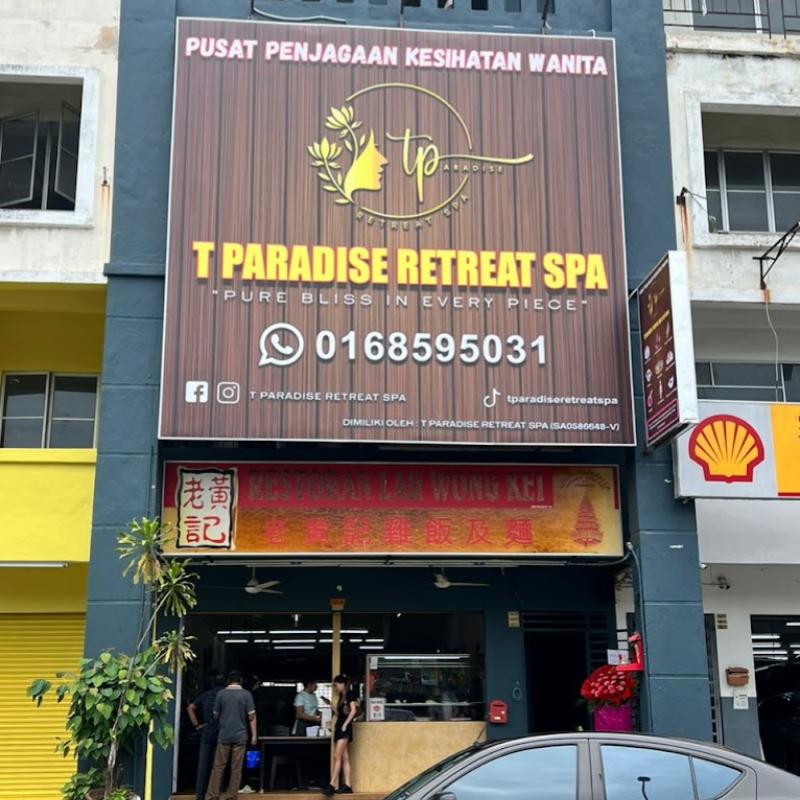 PUSAT PENJAGAAN KESIHATAN WANITA
tp
ARADISE
RETREAT SPA
T PARADISE RETREAT SPA
"PURE BLISS IN EVERY PIECE"
0168595031
T PARADISE RETREAT SPA
tparadiseretreatspa
DIMILIKI OLEH : T PARADISE RETREAT SPA (SA0586648-V)
老黃記
RESTORAN LAU WONG KEI
老黃記雞飯及麵